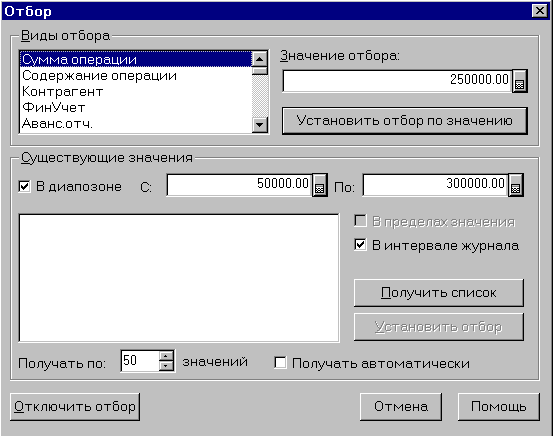 Отбор
Виды отбора
Сумма операции
Содержание операции
Контрагент
ФинУчет
Аванс.отч.
Значение отбора:
250000.00
Установить отбор по значению
Существующие значения
В диапозоне С: 50000.00 По: 300000.00
В пределах значения
В интервале журнала
Получить список
Установить отбор
Получать по: 50 значений Получать автоматически
Отключить отбор Отмена Помощь